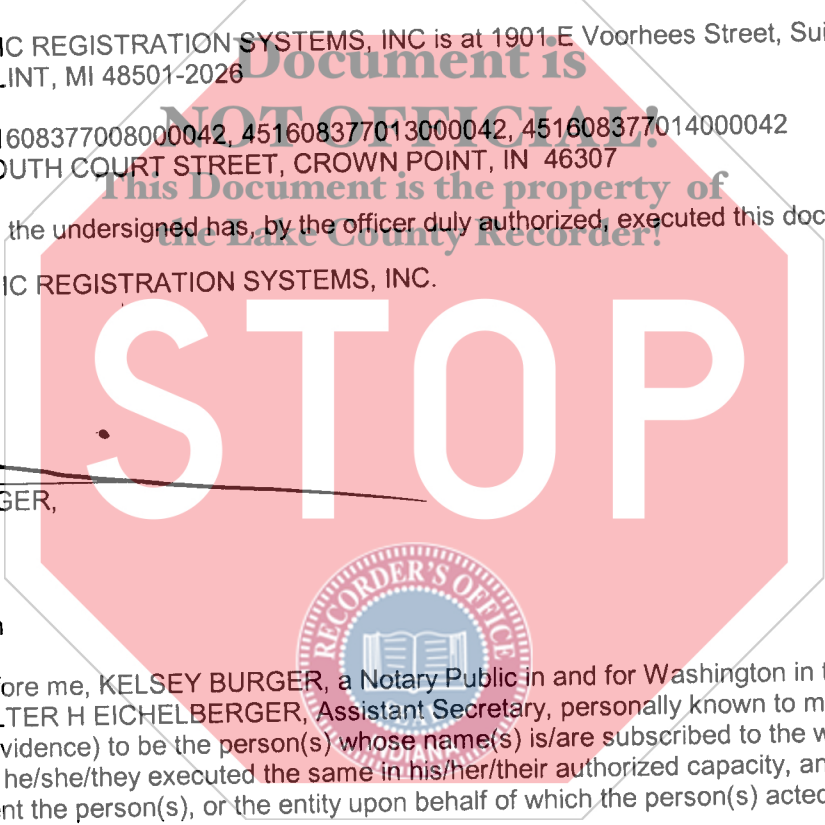 IC REGISTRATION SYSTEMS, INC is at 1901 E Voorhees Street, Sui
LINT, MI 48501-2026
Document is
NOT OFFICIAL!
1608377008000042, 451608377013000042, 451608377014000042
OUTH COURT STREET, CROWN POINT, IN 46307
This Document is the property of
the Lake County Recorder!
the undersigned has, by the officer duly authorized, executed this doc
IC REGISTRATION SYSTEMS, INC.
STOP
GER,
RECORDER'S OFFICE
INDIANA
ore me, KELSEY BURGER, a Notary Public in and for Washington in t
LTER H EICHELBERGER, Assistant Secretary, personally known to m
vidence) to be the person(s) whose name(s) is/are subscribed to the w
he/she/they executed the same in his/her/their authorized capacity, an
nt the person(s), or the entity upon behalf of which the person(s) acted